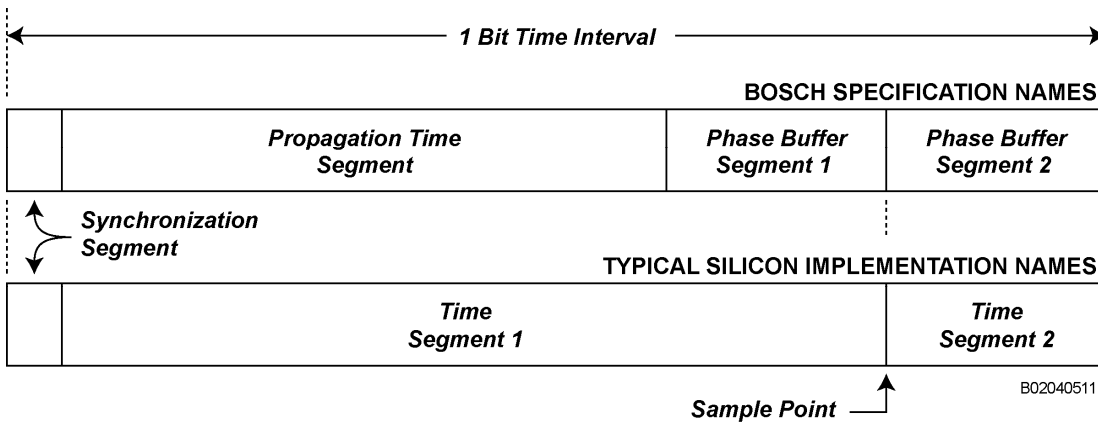 1 Bit Time Interval
BOSCH SPECIFICATION NAMES
Propagation Time
Segment
Phase Buffer
Segment 1
Phase Buffer
Segment 2
Synchronization
Segment
TYPICAL SILICON IMPLEMENTATION NAMES
Time
Segment 1
Time
Segment 2
B02040511
Sample Point